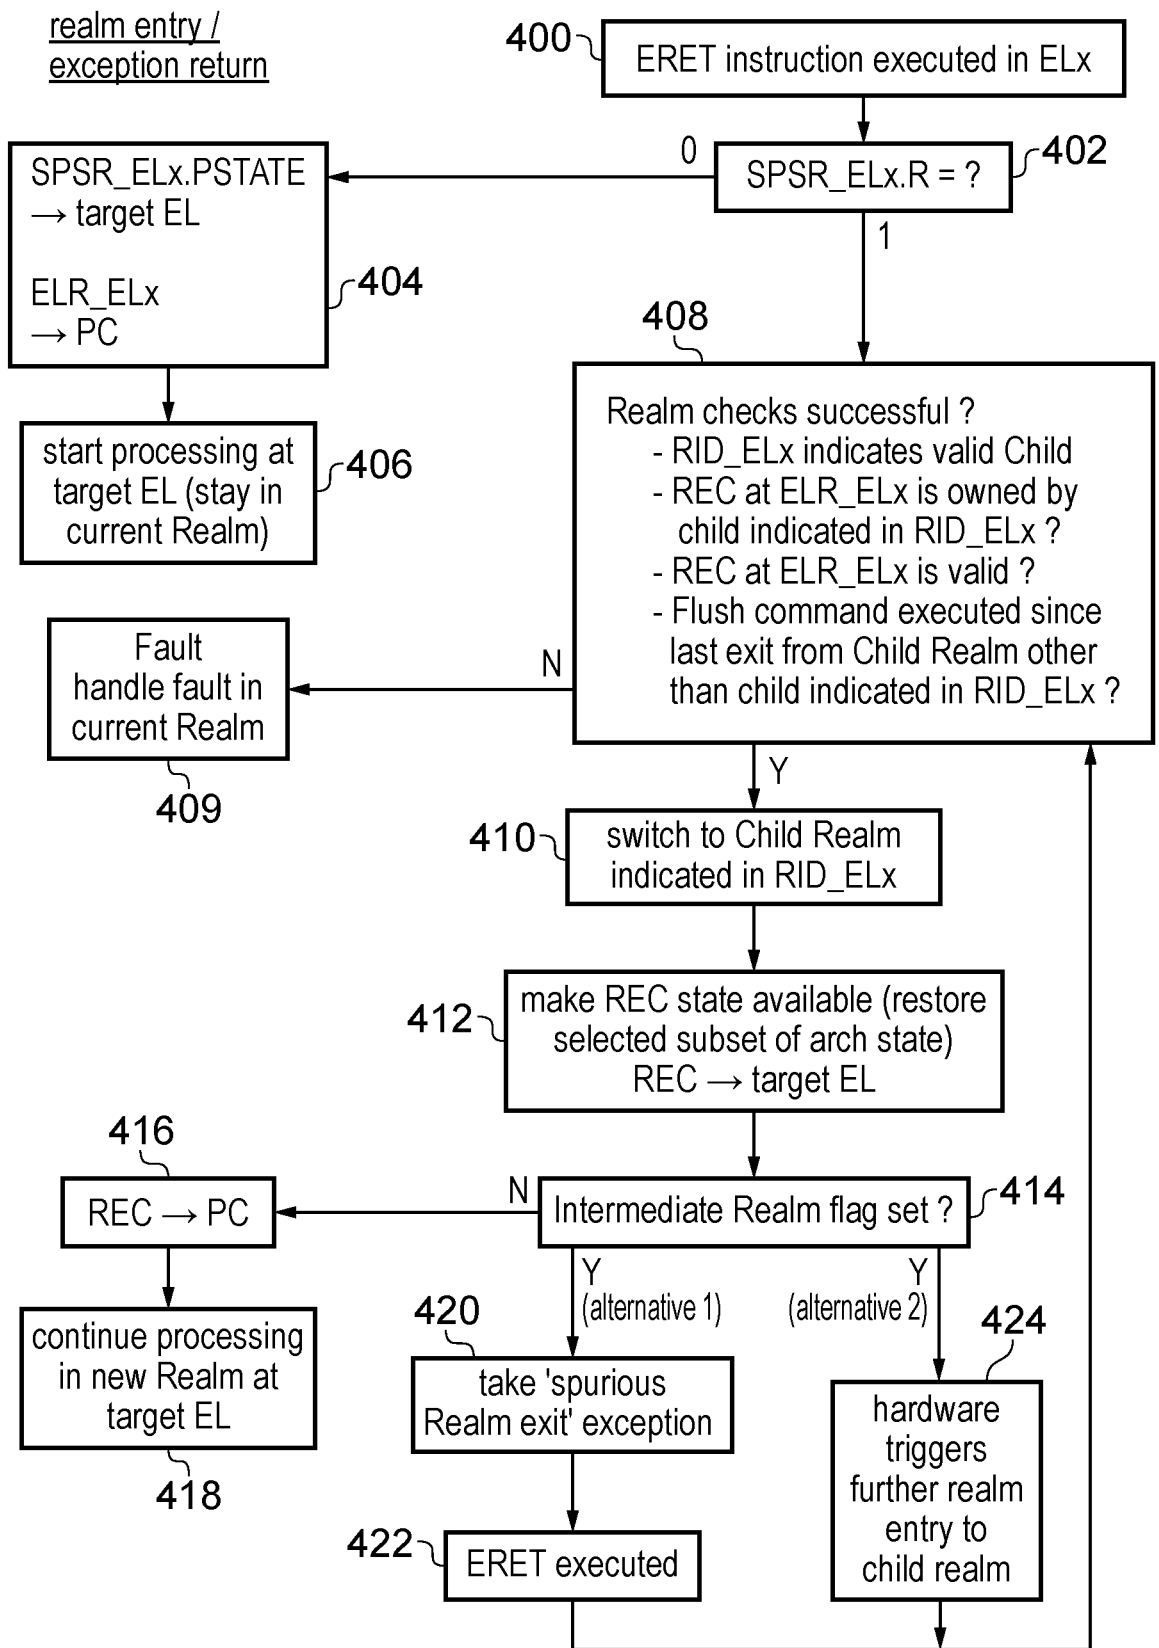 realm entry /
exception return
400
ERET instruction executed in ELx
0
402
SPSR_ELx.R = ?
1
SPSR_ELx.PSTATE
→ target EL
ELR_ELx
→ PC
404
408
start processing at
target EL (stay in
current Realm)
406
Realm checks successful ?
- RID_ELx indicates valid Child
- REC at ELR_ELx is owned by
child indicated in RID_ELx ?
- REC at ELR_ELx is valid ?
- Flush command executed since
last exit from Child Realm other
than child indicated in RID_ELx ?
N
Fault
handle fault in
current Realm
409
Y
410
switch to Child Realm
indicated in RID_ELx
412
make REC state available (restore
selected subset of arch state)
REC → target EL
416
REC → PC
N
Intermediate Realm flag set ?
414
Y
(alternative 1)
Y
(alternative 2)
continue processing
in new Realm at
target EL
418
420
take 'spurious
Realm exit' exception
422
ERET executed
424
hardware
triggers
further realm
entry to
child realm